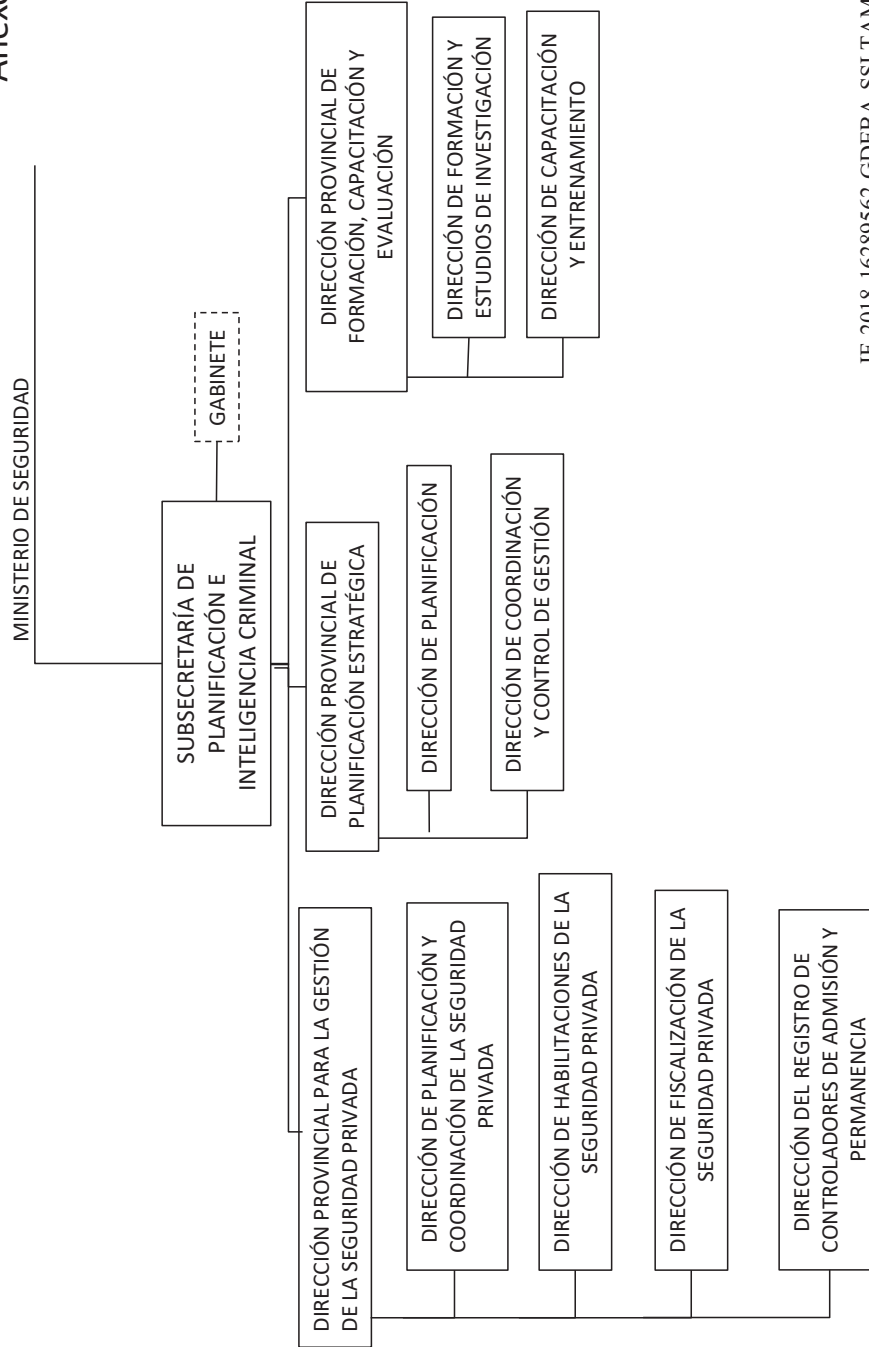 Anexo
MINISTERIO DE SEGURIDAD
SUBSECRETARÍA DE
PLANIFICACIÓN E
INTELIGENCIA CRIMINAL
GABINETE
DIRECCIÓN PROVINCIAL PARA LA GESTIÓN
DE LA SEGURIDAD PRIVADA
DIRECCIÓN DE PLANIFICACIÓN Y
COORDINACIÓN DE LA SEGURIDAD
PRIVADA
DIRECCIÓN DE HABILITACIONES DE LA
SEGURIDAD PRIVADA
DIRECCIÓN DE FISCALIZACIÓN DE LA
SEGURIDAD PRIVADA
DIRECCIÓN DEL REGISTRO DE
CONTROLADORES DE ADMISIÓN Y
PERMANENCIA
DIRECCIÓN PROVINCIAL DE
PLANIFICACIÓN ESTRATÉGICA
DIRECCIÓN DE PLANIFICACIÓN
DIRECCIÓN DE COORDINACIÓN
Y CONTROL DE GESTIÓN
DIRECCIÓN PROVINCIAL DE
FORMACIÓN, CAPACITACIÓN Y
EVALUACIÓN
DIRECCIÓN DE FORMACIÓN Y
ESTUDIOS DE INVESTIGACIÓN
DIRECCIÓN DE CAPACITACIÓN
Y ENTRENAMIENTO